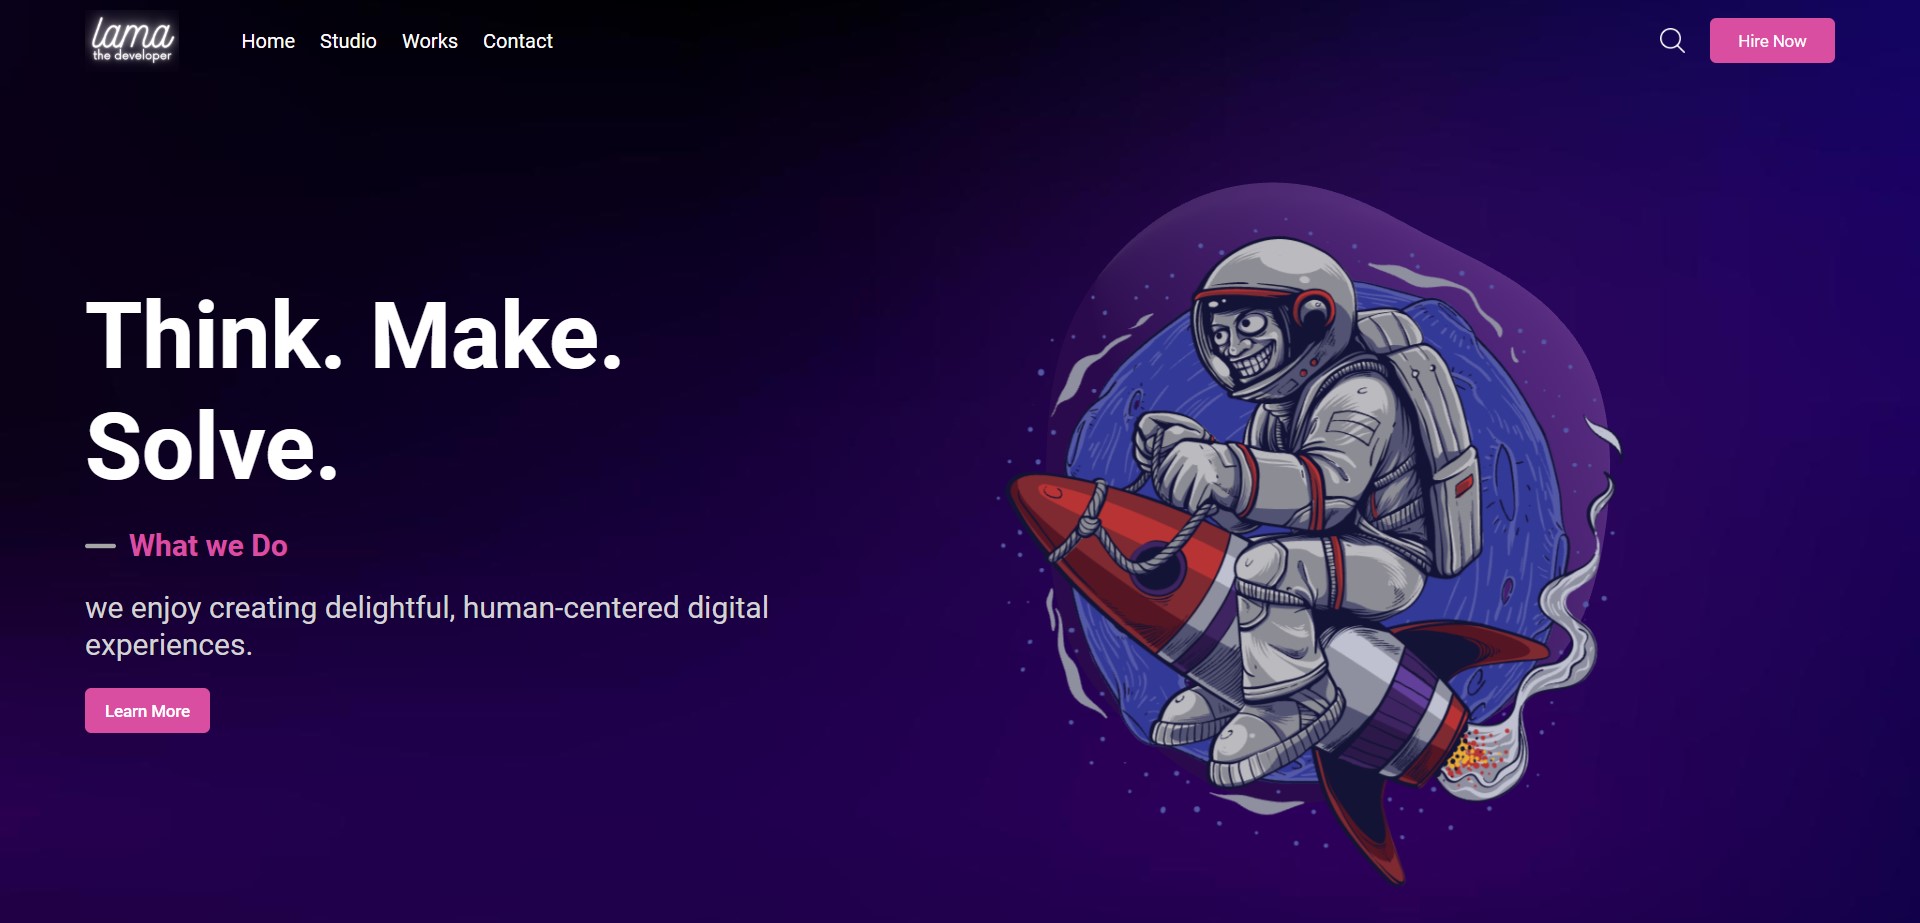 lama
the developer
Home Studio Works Contact
Hire Now
Think. Make.
Solve.
What we Do
we enjoy creating delightful, human-centered digital
experiences.
Learn More